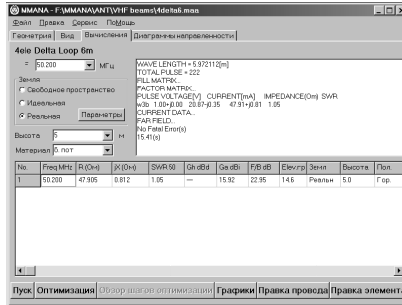 MMANA - F:\MMANA\ANT\VHF beams\4delta6.maa
Файл Правка Сервис ПоМощь
Геометрия Вид Вычисления Диаграммы направленности
4ele Delta Loop 6m
= 50.200 МГц
Земля
Свободное пространство
Идеальная
Реальная Параметры
Высота 5 м
Материал б. пот
WAVE LENGTH = 5.972112[m]
TOTAL PULSE = 222
FILL MATRIX...
FACTOR MATRIX...
PULSE VOLTAGE[V] CURRENT[mA] IMPEDANCE(Om) SWR
w3b 1.00+j0.00 20.87-j0.35 47.91+j0.81 1.05
CURRENT DATA...
FAR FIELD...
No Fatal Error(s)
15.41(s)
No. Freq MHz R (Ом) jX (Ом) SWR 50 Gh dBd Ga dBi F/B dB Elev.гр Земл Высота Пол.
1 50.200 47.905 0.812 1.05 — 15.92 22.95 14.6 Реальн 5.0 Гор.
Пуск Оптимизация Обзор шагов оптимизации Графики Правка провода Правка элемента